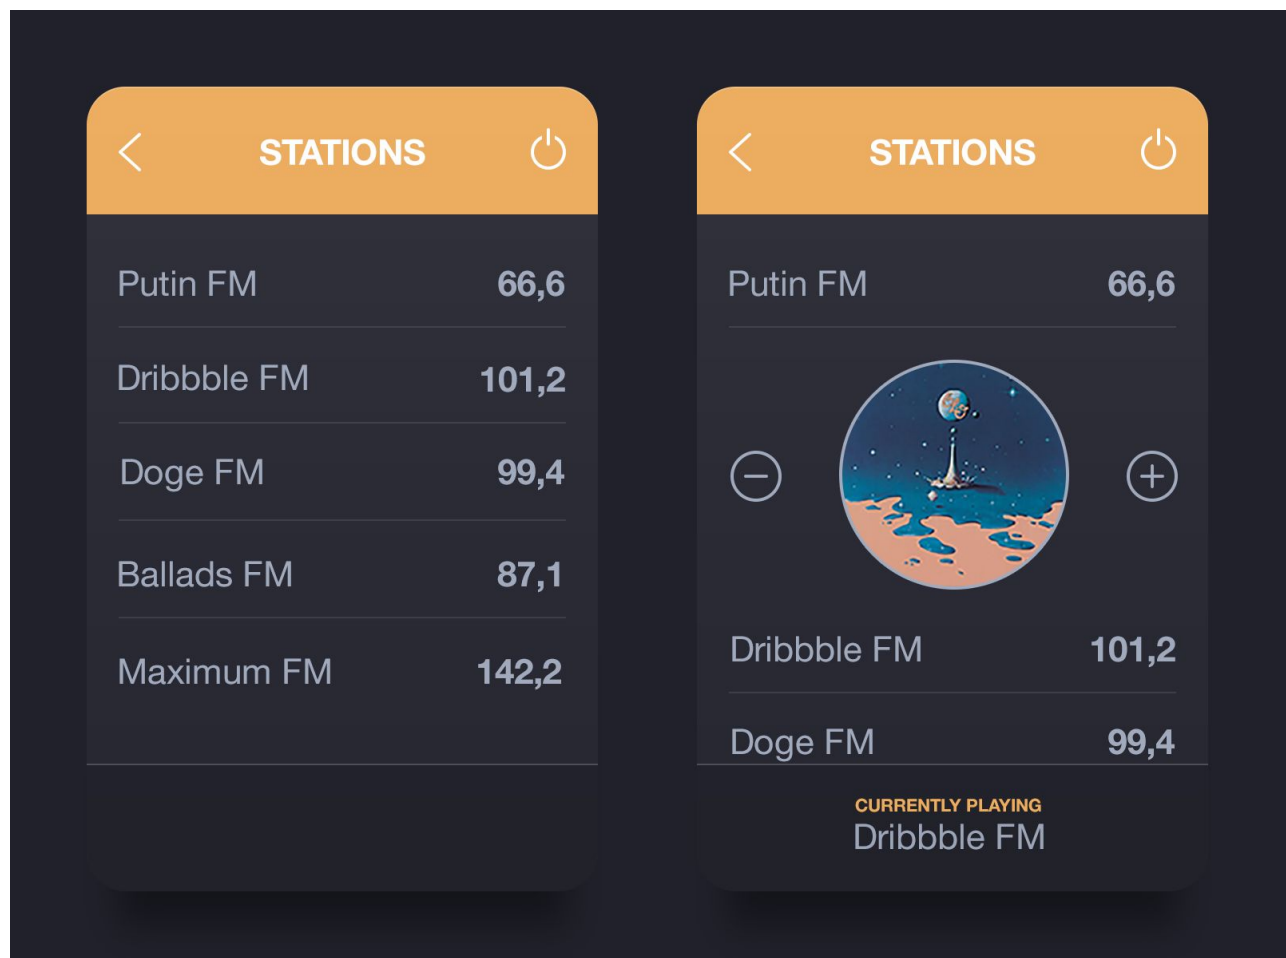 STATIONS
Putin FM 66,6
Dribbble FM 101,2
Doge FM 99,4
Ballads FM 87,1
Maximum FM 142,2
STATIONS
Putin FM 66,6
Dribbble FM 101,2
Doge FM 99,4
CURRENTLY PLAYING
Dribbble FM